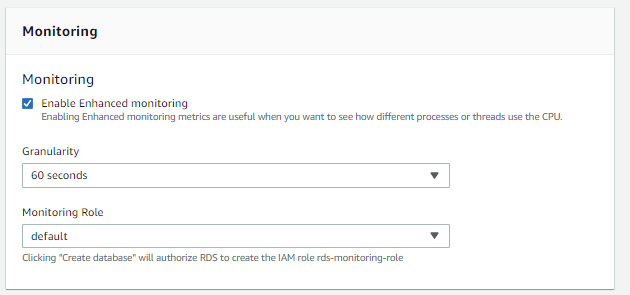 Monitoring
Monitoring
Enable Enhanced monitoring
Enabling Enhanced monitoring metrics are useful when you want to see how different processes or threads use the CPU.
Granularity
60 seconds
Monitoring Role
default
Clicking "Create database" will authorize RDS to create the IAM role rds-monitoring-role